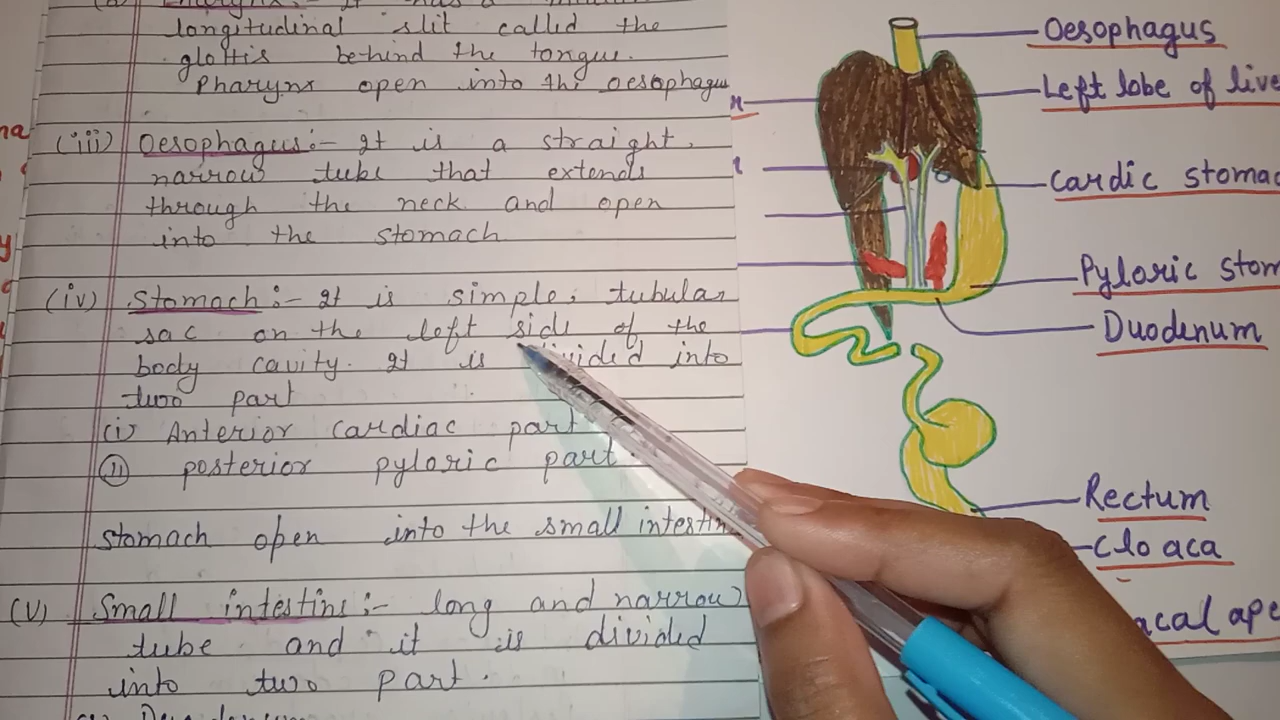 longitudinal slit called the
glottis behind the tongue.
Pharynx open into the oesophagus
(iii) Oesophagus:- It is a straight,
narrow tube that extends
through the neck and open
into the stomach
(iv) Stomach:- It is simple, tubular
sac on the left side of the
body cavity. It is divided into
two part
(i) Anterior cardiac part
(ii) posterior pyloric part.
stomach open into the small intestin
(V) Small intestine:- long and narrow
tube and it is divided
into two part.
Oesophagus
Left lobe of live
Cardic stomac
Pyloric stom
Duodenum
Rectum
Cloaca
acal ape